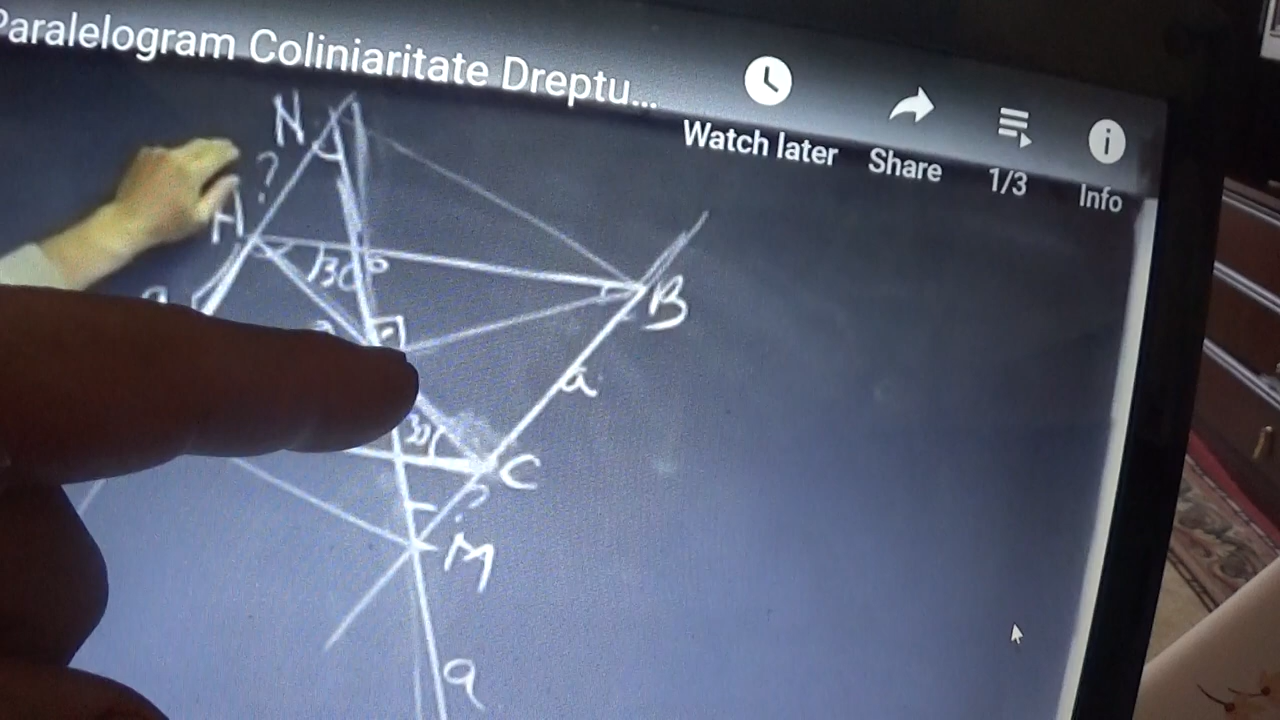 Paralelogram Coliniaritate Dreptu...
Watch later
Share
1/3
Info
N
?
A
30°
B
a
30
C
?
M
a